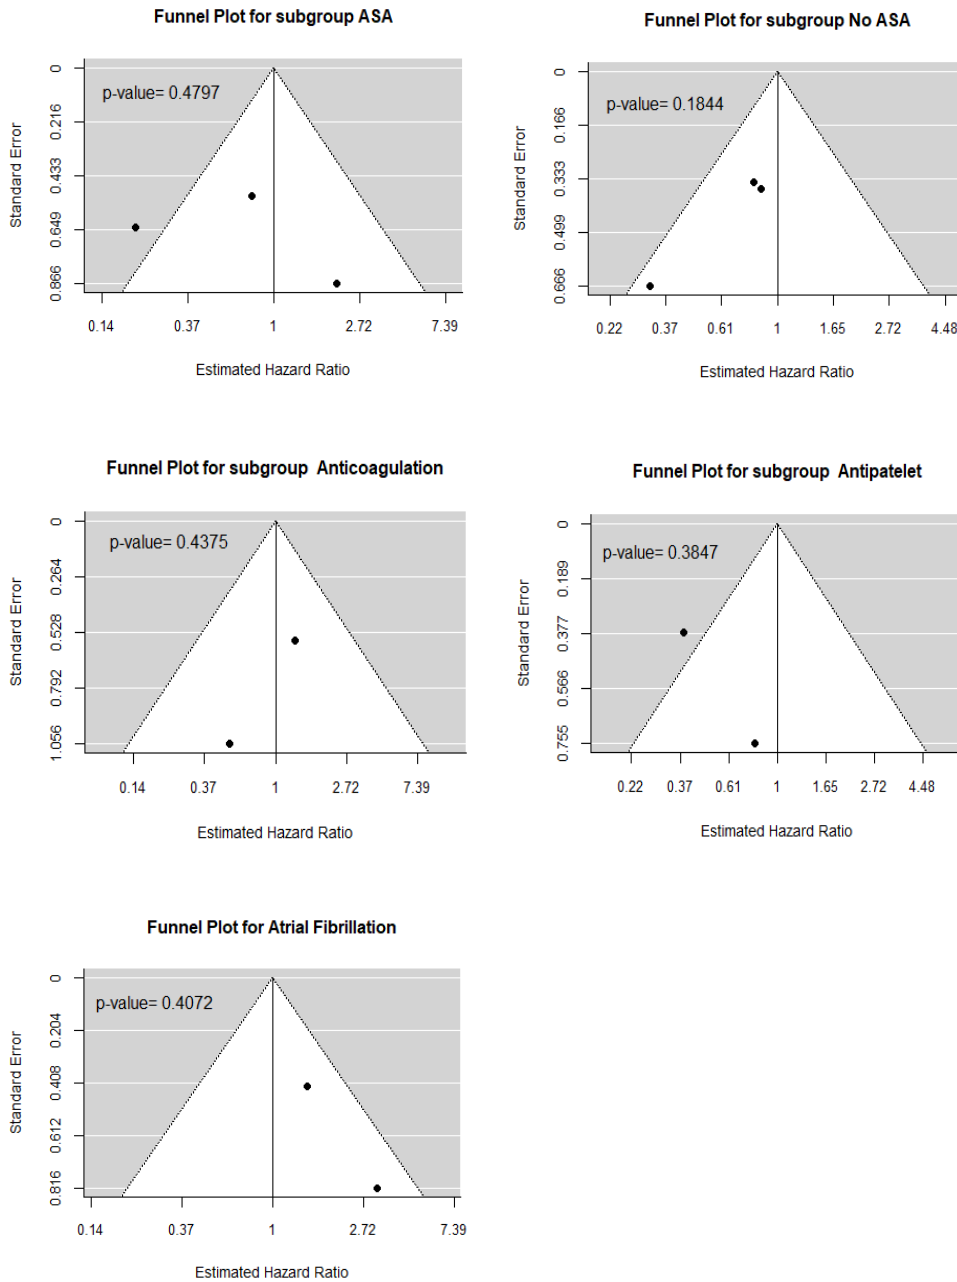 Funnel Plot for subgroup ASA
p-value= 0.4797
Standard Error
0
0.216
0.433
0.649
0.866
0.14 0.37 1 2.72 7.39
Estimated Hazard Ratio
Funnel Plot for subgroup No ASA
p-value= 0.1844
Standard Error
0
0.166
0.333
0.499
0.666
0.22 0.37 0.61 1 1.65 2.72 4.48
Estimated Hazard Ratio
Funnel Plot for subgroup Anticoagulation
p-value= 0.4375
Standard Error
0
0.264
0.528
0.792
1.056
0.14 0.37 1 2.72 7.39
Estimated Hazard Ratio
Funnel Plot for subgroup Antipatelet
p-value= 0.3847
Standard Error
0
0.189
0.377
0.566
0.755
0.22 0.37 0.61 1 1.65 2.72 4.48
Estimated Hazard Ratio
Funnel Plot for Atrial Fibrillation
p-value= 0.4072
Standard Error
0
0.204
0.408
0.612
0.816
0.14 0.37 1 2.72 7.39
Estimated Hazard Ratio